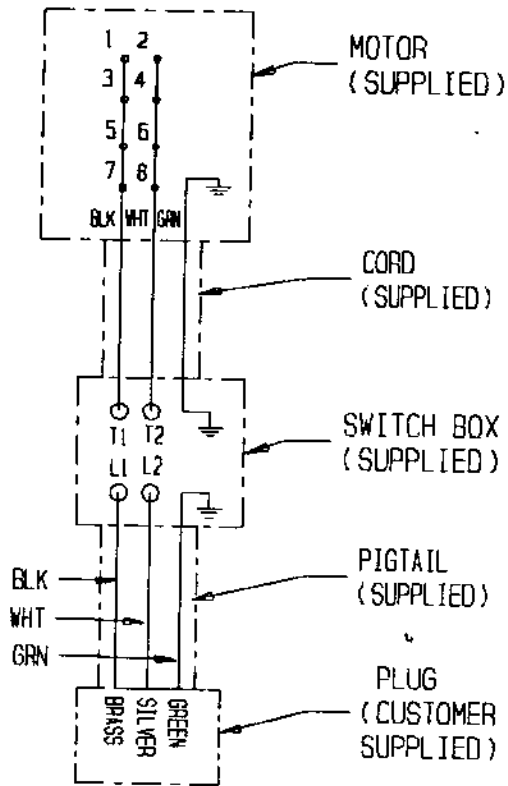 1 2
3 4
5 6
7 8
BLK WHT GRN
MOTOR
(SUPPLIED)
CORD
(SUPPLIED)
T1 T2
L1 L2
SWITCH BOX
(SUPPLIED)
BLK
WHT
GRN
PIGTAIL
(SUPPLIED)
BRASS
SILVER
GREEN
PLUG
(CUSTOMER
SUPPLIED)